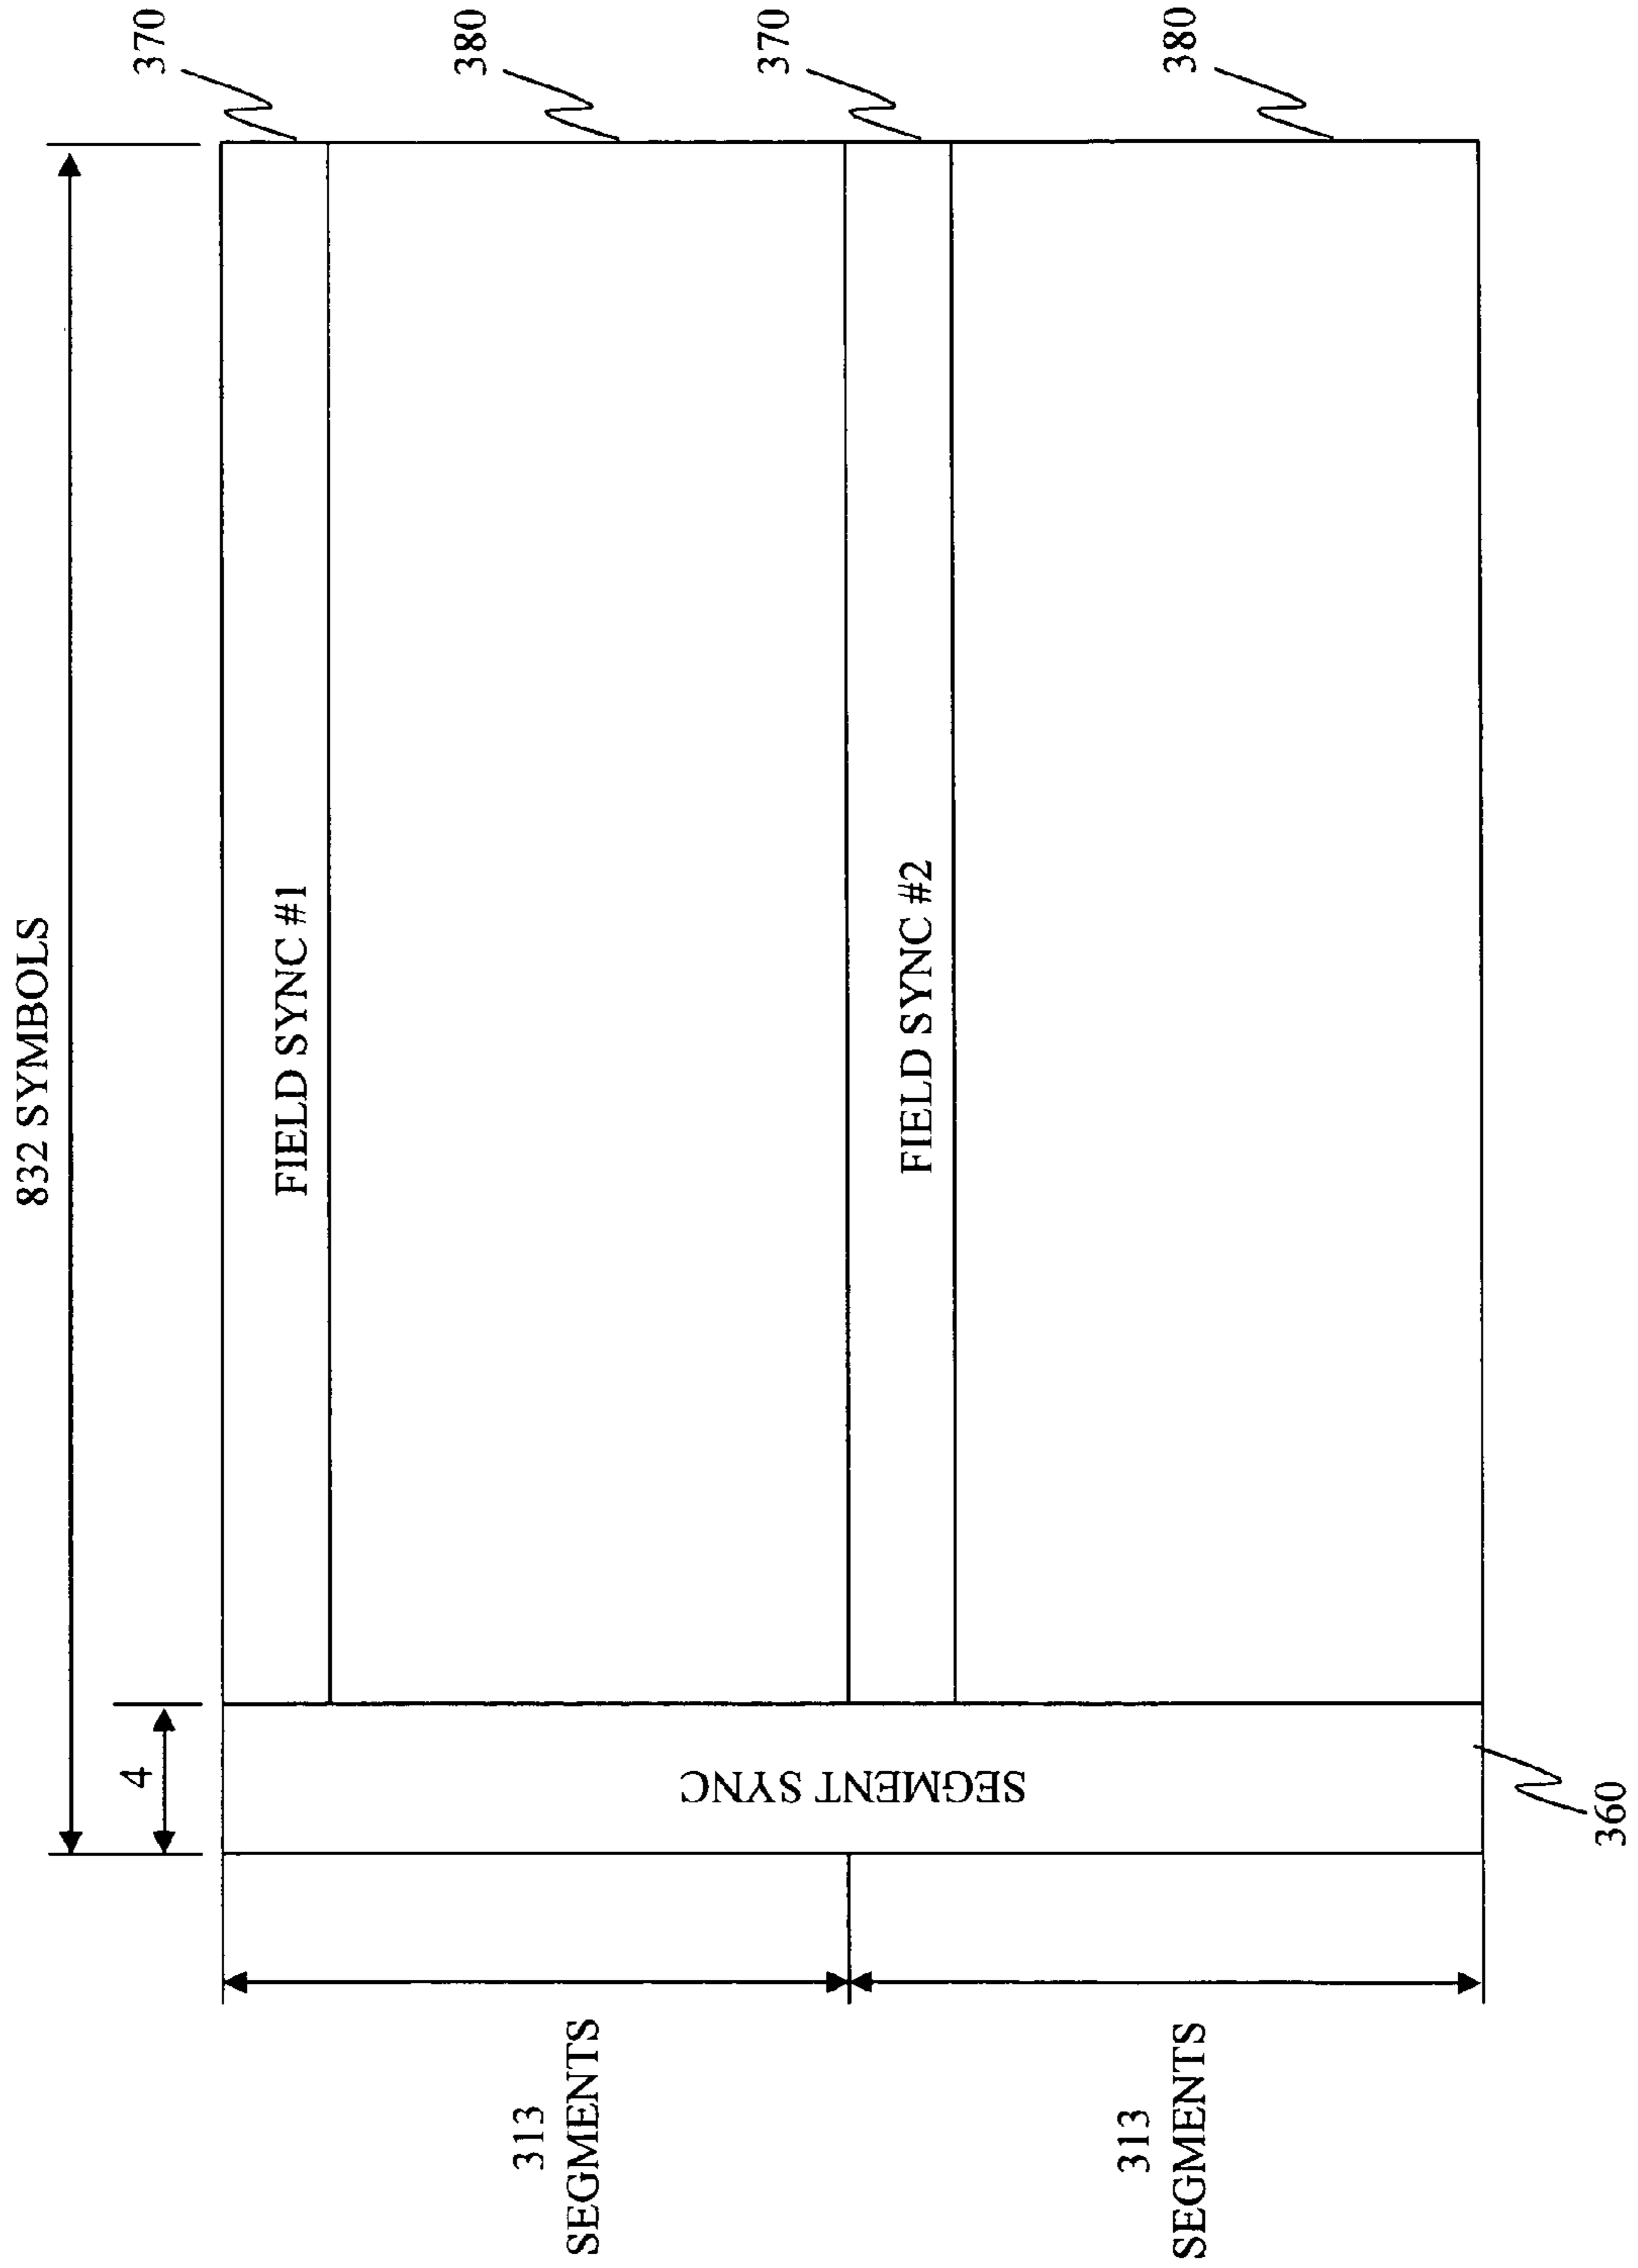 832 SYMBOLS
4
370
380
370
380
FIELD SYNC #1
FIELD SYNC #2
SEGMENT SYNC
360
313
SEGMENTS
313
SEGMENTS